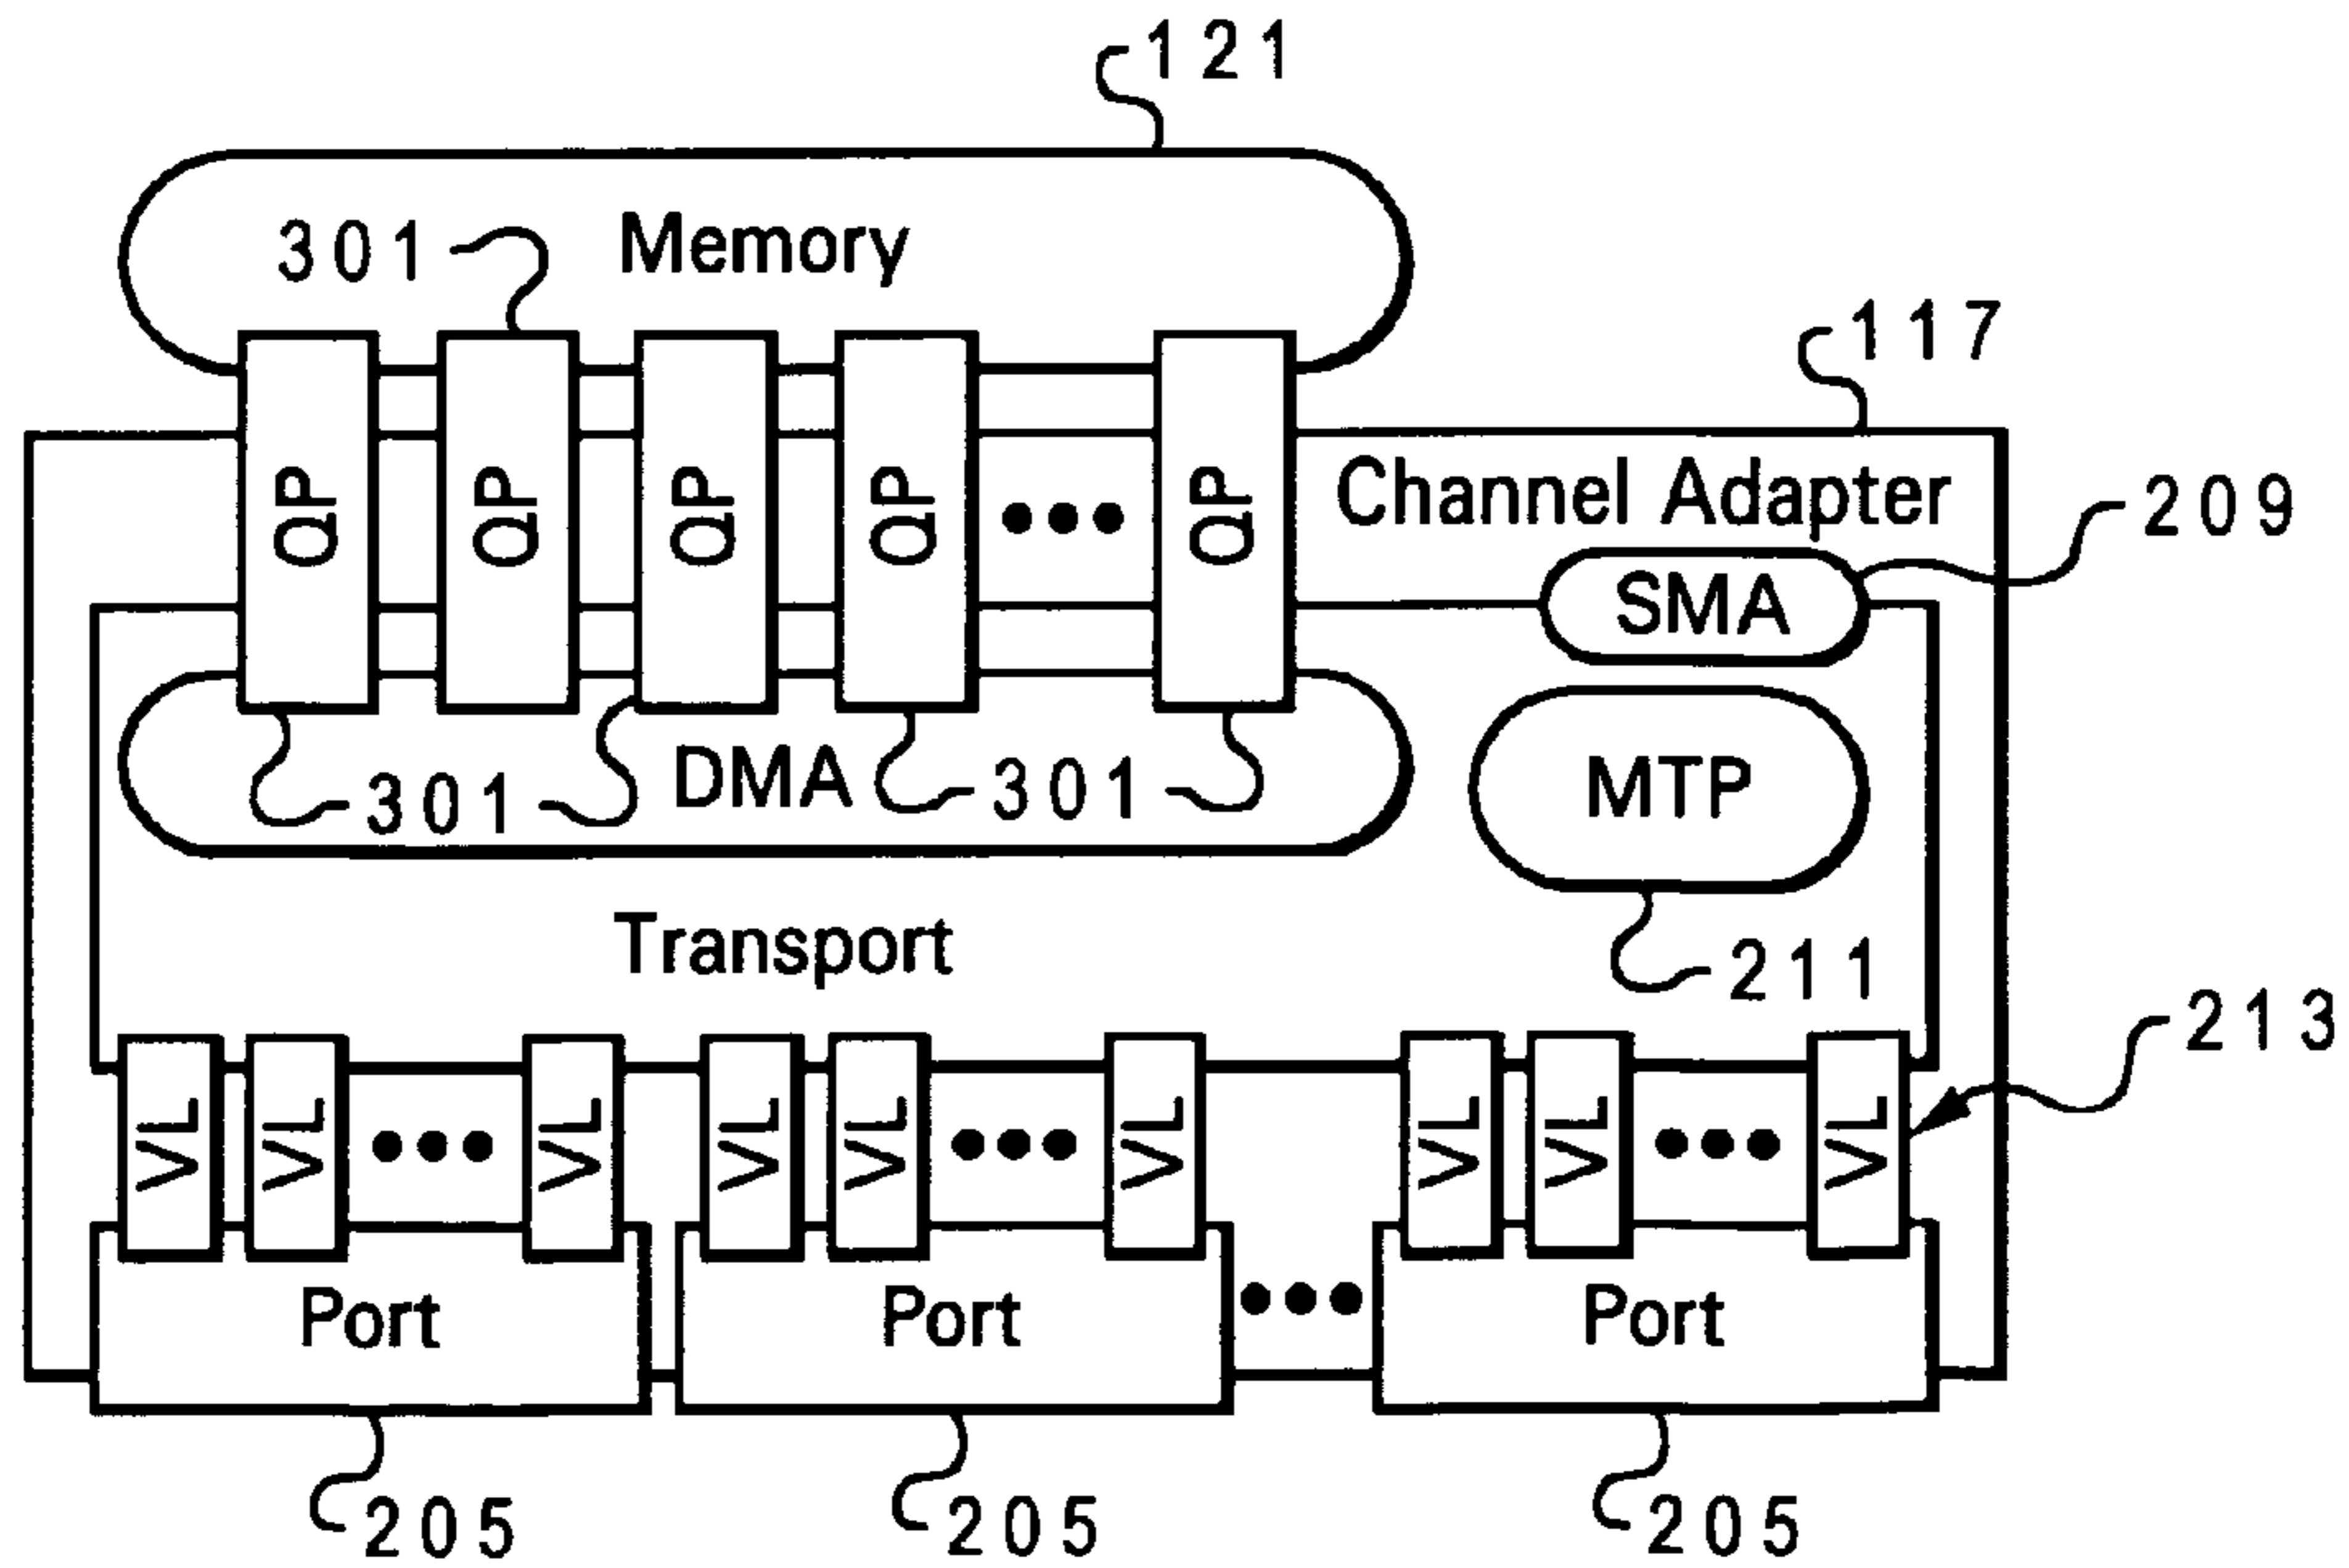 121
301 Memory
117
QP QP QP QP ... QP
Channel Adapter
209
SMA
301 DMA 301
MTP
Transport
211
213
VL VL ... VL VL VL ... VL VL VL ... VL
Port Port ... Port
205 205 205